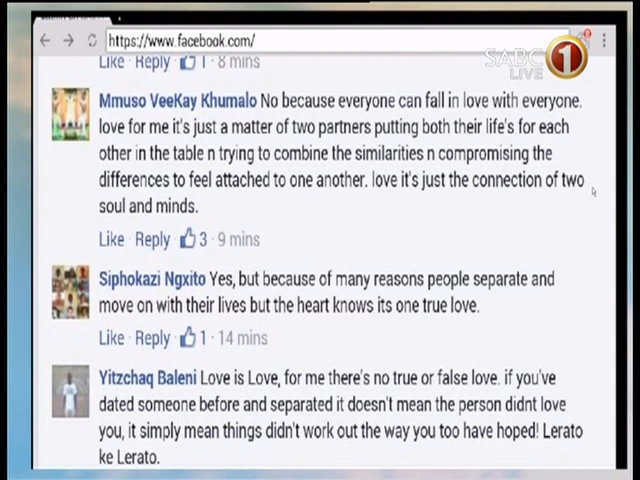 https://www.facebook.com/
SABC 1
LIVE
Like · Reply · 1 · 8 mins
Mmuso VeeKay Khumalo No because everyone can fall in love with everyone.
love for me it's just a matter of two partners putting both their life's for each
other in the table n trying to combine the similarities n compromising the
differences to feel attached to one another. love it's just the connection of two
soul and minds.
Like · Reply · 3 · 9 mins
Siphokazi Ngxito Yes, but because of many reasons people separate and
move on with their lives but the heart knows its one true love.
Like · Reply · 1 · 14 mins
Yitzchaq Baleni Love is Love, for me there's no true or false love. if you've
dated someone before and separated it doesn't mean the person didnt love
you, it simply mean things didn't work out the way you too have hoped! Lerato
ke Lerato.